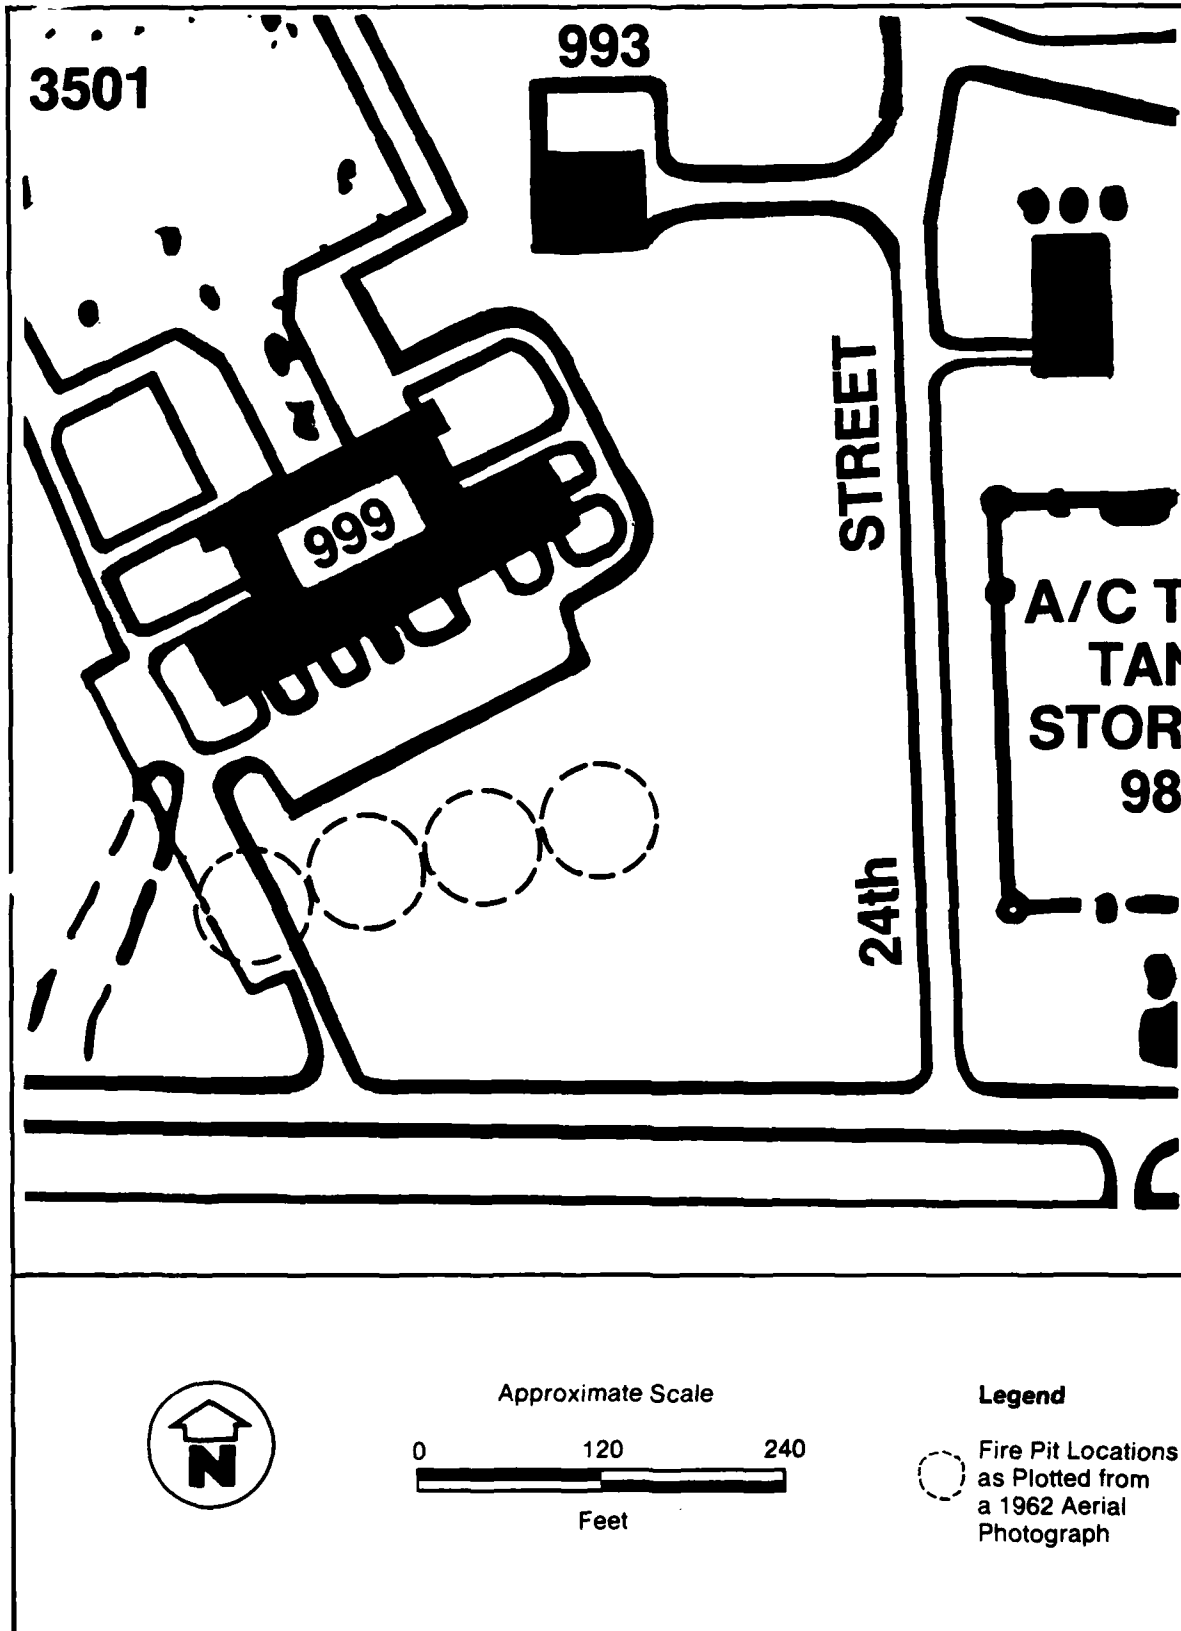 993
3501
STREET
999
A/C T
TAN
STOR
98
24th
Approximate Scale
Legend
0 120 240
Feet
N
Fire Pit Locations
as Plotted from
a 1962 Aerial
Photograph